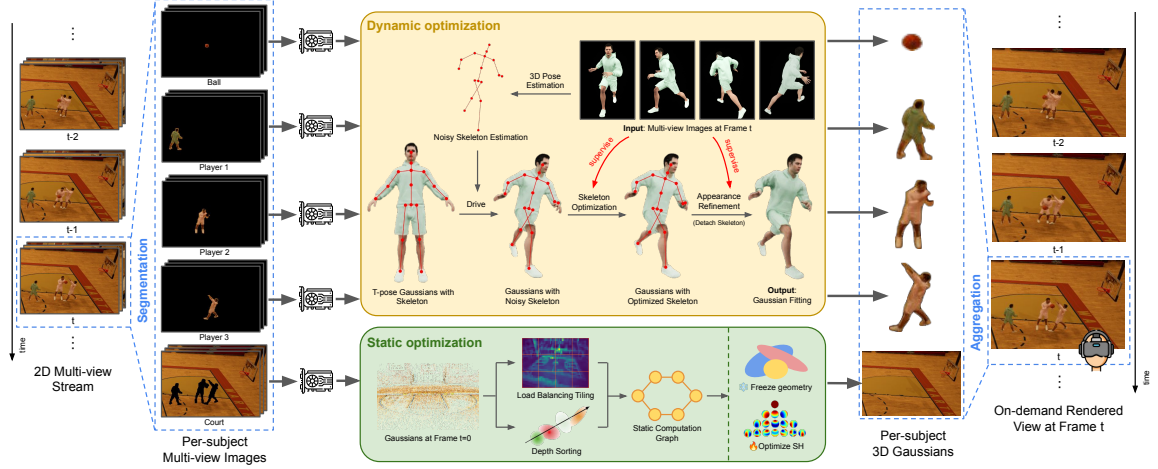 ⋮
t-2
t-1
t
time
2D Multi-view
Stream
Segmentation
Ball
Player 1
Player 2
Player 3
Court
Per-subject
Multi-view Images
Dynamic optimization
3D Pose
Estimation
Noisy Skeleton Estimation
Input: Multi-view Images at Frame t
supervise
supervise
Drive
Skeleton
Optimization
Appearance
Refinement
(Detach Skeleton)
T-pose Gaussians with
Skeleton
Gaussians with
Noisy Skeleton
Gaussians with
Optimized Skeleton
Output:
Gaussian Fitting
Static optimization
Gaussians at Frame t=0
Load Balancing Tiling
Depth Sorting
Static Computation
Graph
Freeze geometry
Optimize SH
Per-subject
3D Gaussians
Aggregation
⋮
t-2
t-1
t
⋮
time
On-demand Rendered
View at Frame t